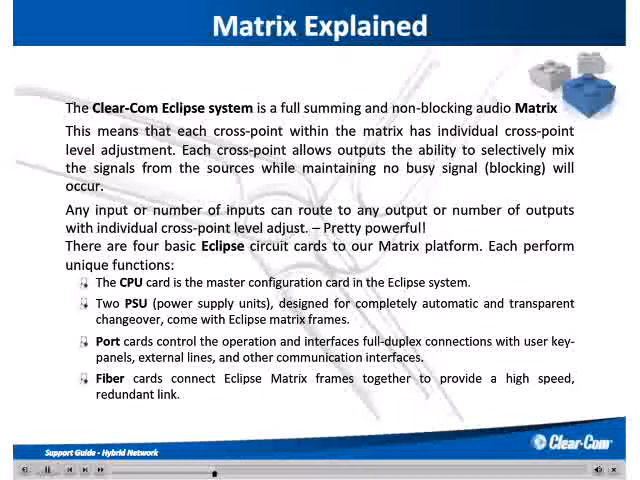 Matrix Explained
The Clear-Com Eclipse system is a full summing and non-blocking audio Matrix
This means that each cross-point within the matrix has individual cross-point
level adjustment. Each cross-point allows outputs the ability to selectively mix
the signals from the sources while maintaining no busy signal (blocking) will
occur.
Any input or number of inputs can route to any output or number of outputs
with individual cross-point level adjust. – Pretty powerful!
There are four basic Eclipse circuit cards to our Matrix platform. Each perform
unique functions:
The CPU card is the master configuration card in the Eclipse system.
Two PSU (power supply units), designed for completely automatic and transparent
changeover, come with Eclipse matrix frames.
Port cards control the operation and interfaces full-duplex connections with user key-
panels, external lines, and other communication interfaces.
Fiber cards connect Eclipse Matrix frames together to provide a high speed,
redundant link.
Clear-Com
Support Guide - Hybrid Network